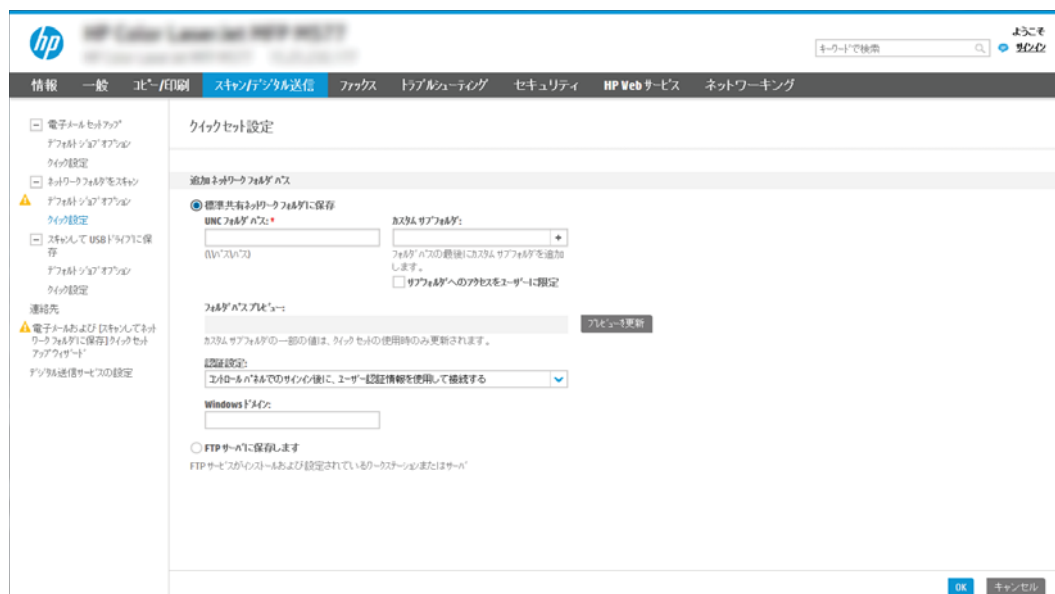 hp
ようこそ
キーワードで検索
サインイン
情報 一般 コピー/印刷 スキャン/デジタル送信 ファックス トラブルシューティング セキュリティ HP Web サービス ネットワーキング
電子メール セットアップ
デフォルト ジョブ オプション
クイック設定
ネットワーク フォルダをスキャン
デフォルト ジョブ オプション
クイック設定
スキャンして USB ドライブに保
存
デフォルト ジョブ オプション
クイック設定
連絡先
電子メールおよび [スキャンしてネット
ワーク フォルダに保存] クイック セット
アップ ウィザード
デジタル送信サービスの設定
クイック セット設定
追加ネットワーク フォルダ パス
標準共有ネットワーク フォルダに保存
UNC フォルダ パス:* カスタム サブフォルダ:
(\\パス\パス) フォルダ パスの最後にカスタム サブフォルダを追加
します。
サブフォルダへのアクセスをユーザーに限定
フォルダ パス プレビュー:
プレビューを更新
カスタム サブフォルダの一部の値は、クイック セットの使用時のみ更新されます。
認証設定:
コントロール パネルでのサインイン後に、ユーザー認証情報を使用して接続する
Windows ドメイン:
FTP サーバに保存します
FTP サービスがインストールおよび設定されているワークステーションまたはサーバ
OK キャンセル